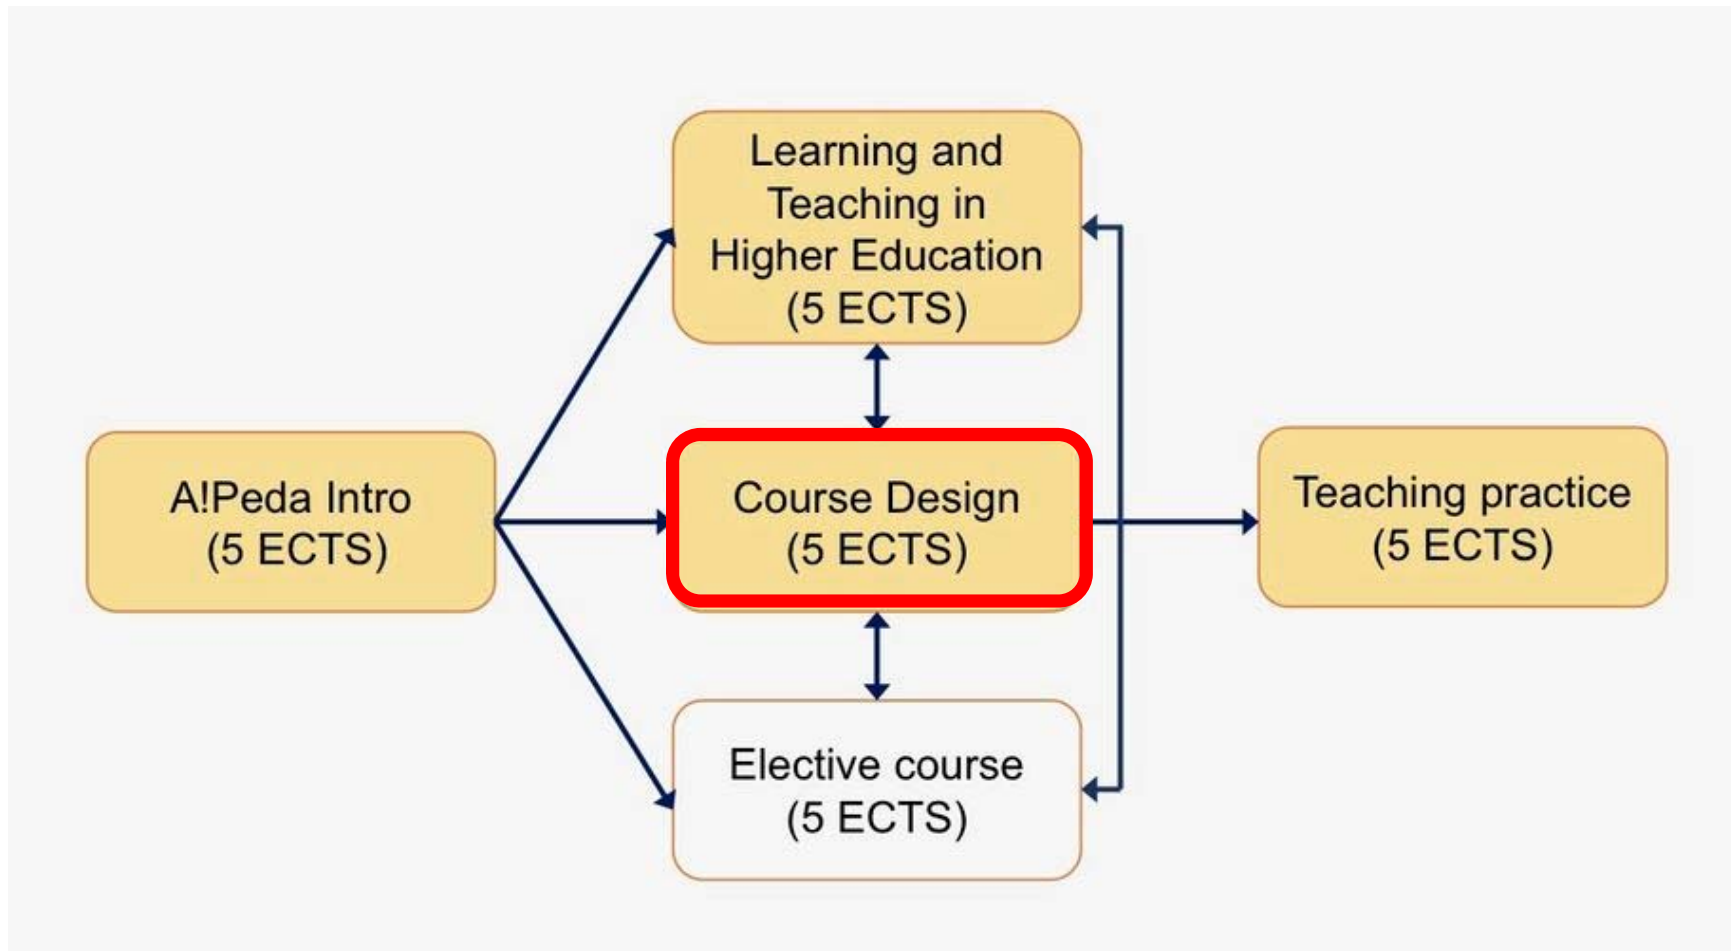 Learning and
Teaching in
Higher Education
(5 ECTS)
A!Peda Intro
(5 ECTS)
Course Design
(5 ECTS)
Teaching practice
(5 ECTS)
Elective course
(5 ECTS)